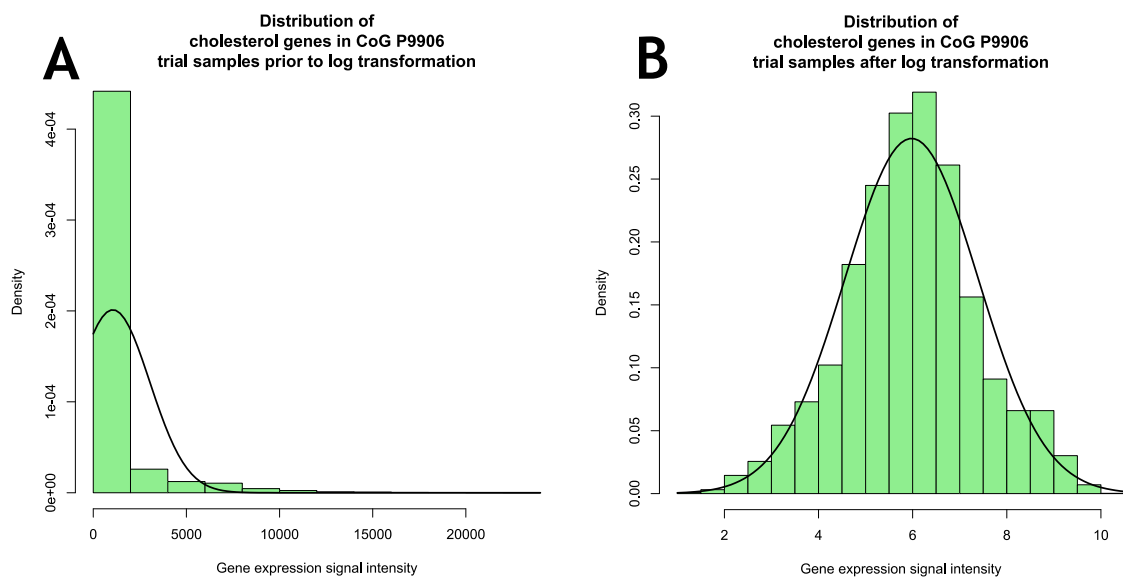 A
Distribution of
cholesterol genes in CoG P9906
trial samples prior to log transformation
Density
4e-04
3e-04
2e-04
1e-04
0e+00
0 5000 10000 15000 20000
Gene expression signal intensity
B
Distribution of
cholesterol genes in CoG P9906
trial samples after log transformation
Density
0.30
0.25
0.20
0.15
0.10
0.05
0.00
2 4 6 8 10
Gene expression signal intensity